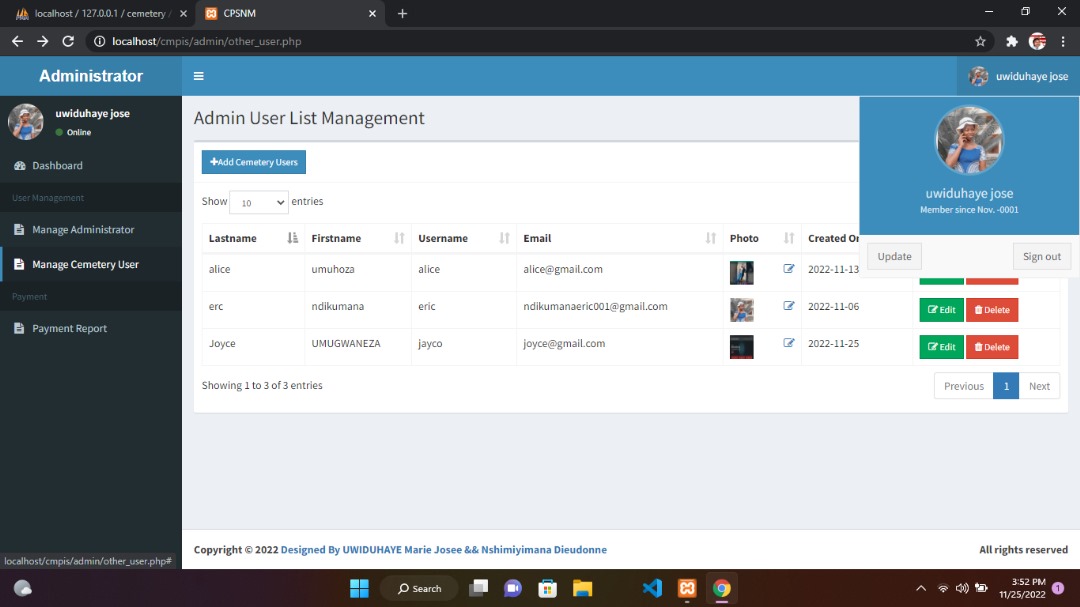 localhost / 127.0.0.1 / cemetery /
CPSNM
localhost/cmpis/admin/other_user.php
Administrator
uwiduhaye jose
uwiduhaye jose
Online
Dashboard
User Management
Manage Administrator
Manage Cemetery User
Payment
Payment Report
Admin User List Management
Add Cemetery Users
Show 10 entries
Lastname Firstname Username Email Photo Created On
alice umuhoza alice alice@gmail.com 2022-11-13
erc ndikumana eric ndikumanaeric001@gmail.com 2022-11-06 Edit Delete
Joyce UMUGWANEZA jayco joyce@gmail.com 2022-11-25 Edit Delete
Showing 1 to 3 of 3 entries
Previous 1 Next
uwiduhaye jose
Member since Nov. -0001
Update Sign out
Copyright © 2022 Designed By UWIDUHAYE Marie Josee && Nshimiyimana Dieudonne
All rights reserved
localhost/cmpis/admin/other_user.php#
Search
3:52 PM
11/25/2022
1